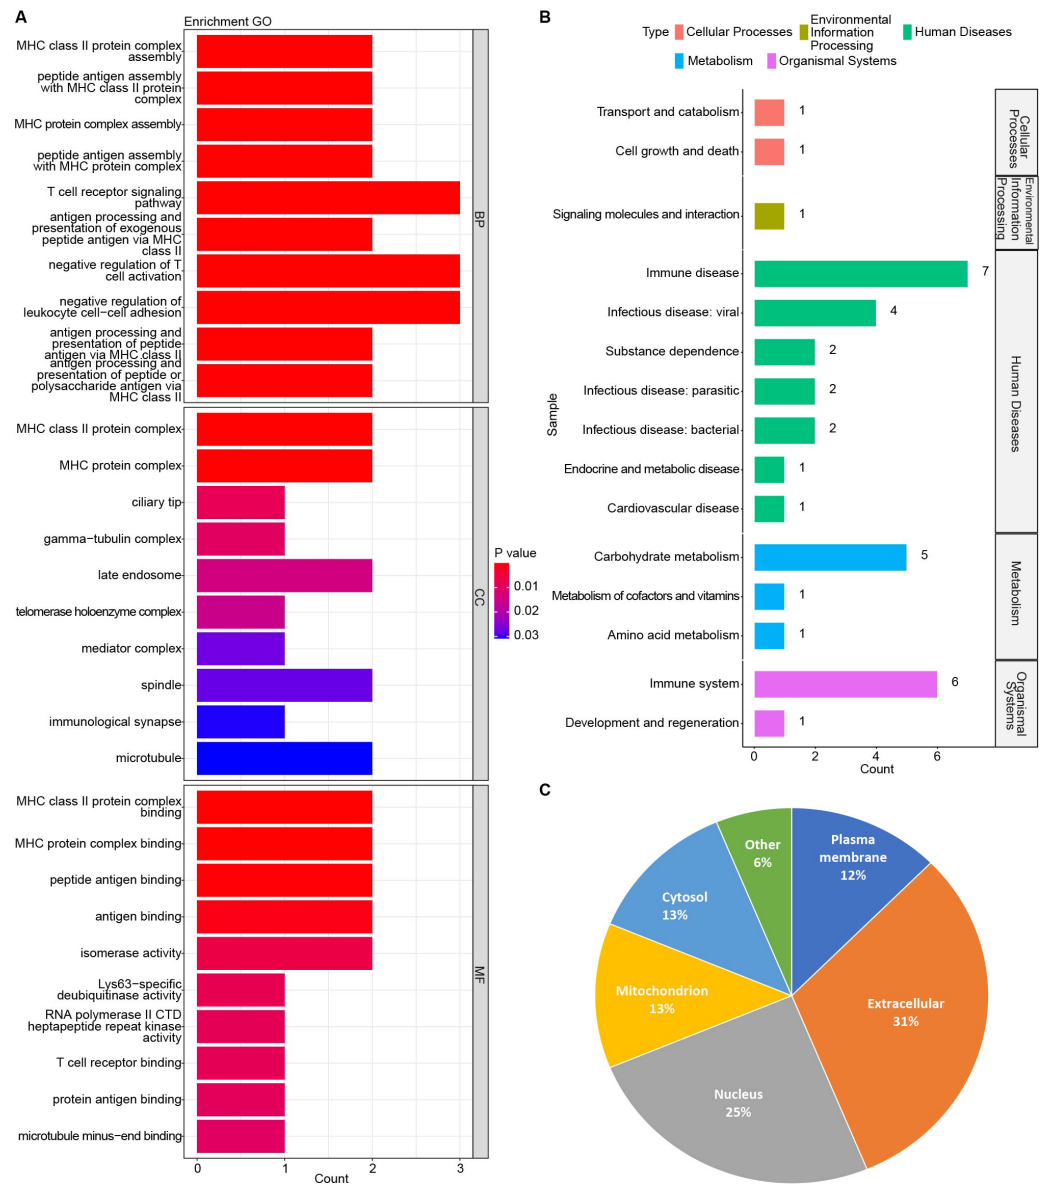 A
Enrichment GO
MHC class II protein complex
assembly
peptide antigen assembly
with MHC class II protein
complex
MHC protein complex assembly
peptide antigen assembly
with MHC protein complex
T cell receptor signaling
pathway
antigen processing and
presentation of exogenous
peptide antigen via MHC
class II
negative regulation of T
cell activation
negative regulation of
leukocyte cell−cell adhesion
antigen processing and
presentation of peptide
antigen via MHC class II
antigen processing and
presentation of peptide or
polysaccharide antigen via
MHC class II
BP
MHC class II protein complex
MHC protein complex
ciliary tip
gamma−tubulin complex
late endosome
telomerase holoenzyme complex
mediator complex
spindle
immunological synapse
microtubule
CC
MHC class II protein complex
binding
MHC protein complex binding
peptide antigen binding
antigen binding
isomerase activity
Lys63−specific
deubiquitinase activity
RNA polymerase II CTD
heptapeptide repeat kinase
activity
T cell receptor binding
protein antigen binding
microtubule minus−end binding
MF
0 1 2 3
Count
P value
0.01
0.02
0.03
B
Type
Cellular Processes
Environmental
Information
Processing
Human Diseases
Metabolism
Organismal Systems
Sample
Transport and catabolism 1
Cell growth and death 1
Cellular
Processes
Signaling molecules and interaction 1
Environmental
Information
Processing
Immune disease 7
Infectious disease: viral 4
Substance dependence 2
Infectious disease: parasitic 2
Infectious disease: bacterial 2
Endocrine and metabolic disease 1
Cardiovascular disease 1
Human Diseases
Carbohydrate metabolism 5
Metabolism of cofactors and vitamins 1
Amino acid metabolism 1
Metabolism
Immune system 6
Development and regeneration 1
Organismal
Systems
0 2 4 6
Count
C
Plasma
membrane
12%
Extracellular
31%
Nucleus
25%
Mitochondrion
13%
Cytosol
13%
Other
6%